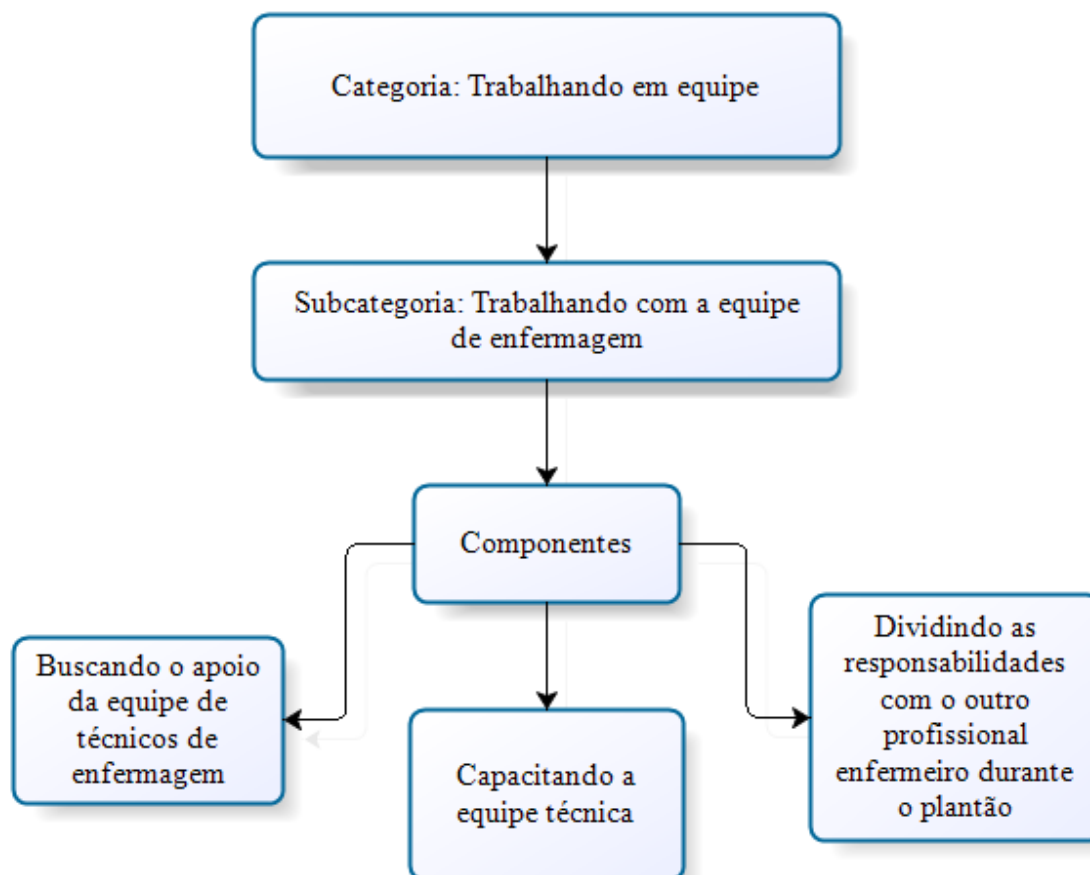 Categoria: Trabalhando em equipe
Subcategoria: Trabalhando com a equipe
de enfermagem
Componentes
Buscando o apoio
da equipe de
técnicos de
enfermagem
Capacitando a
equipe técnica
Dividindo as
responsabilidades
com o outro
profissional
enfermeiro durante
o plantão